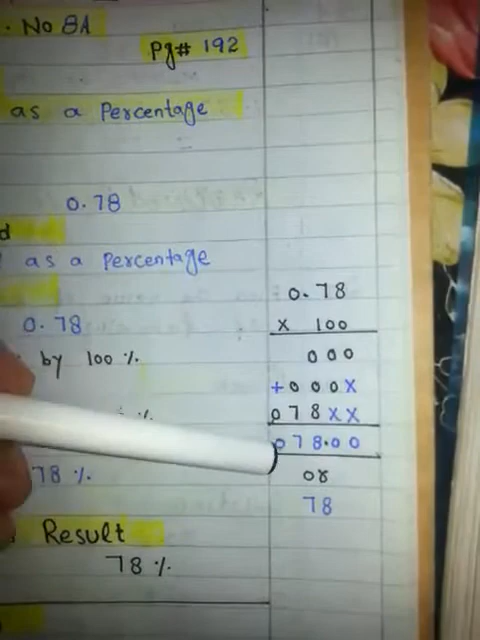 . No 8A
Pg# 192
as a Percentage
0.78
d
as a percentage
0.78
by 100 %
%
78 %
Result
78 %
0.78
x 100
000
+000x
078xx
078.00
or
78